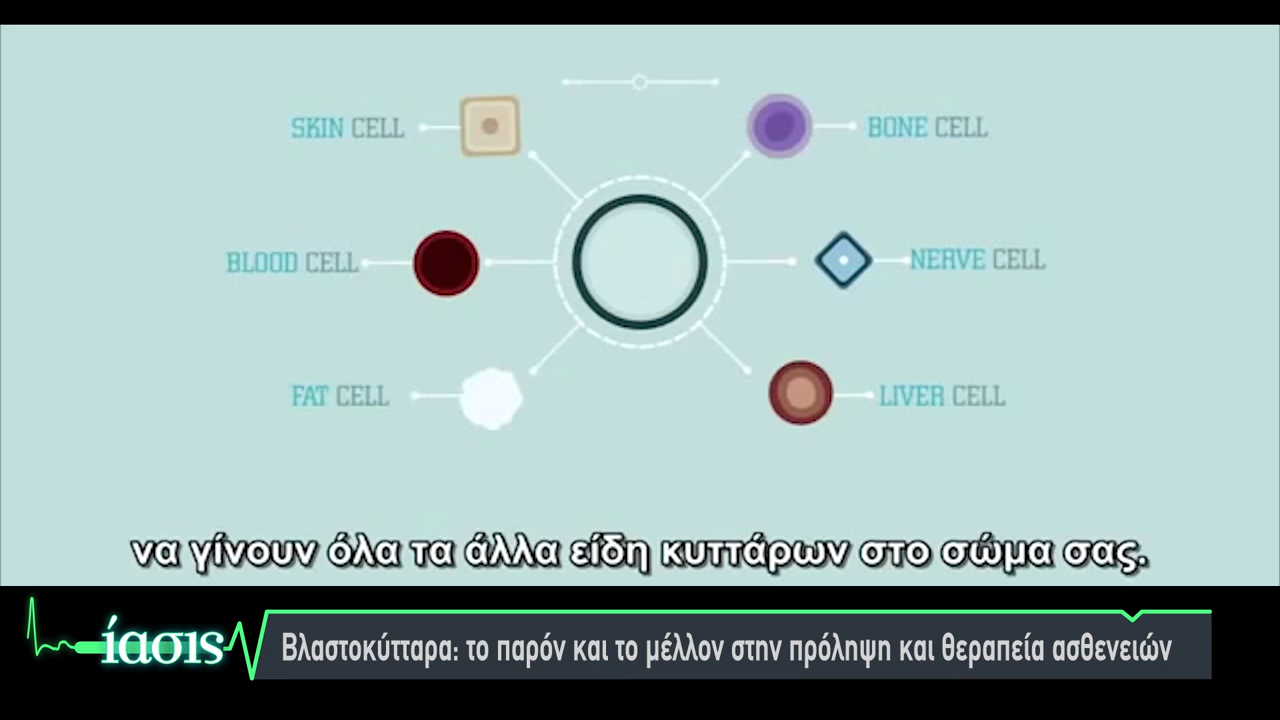 SKIN CELL
BONE CELL
BLOOD CELL
NERVE CELL
FAT CELL
LIVER CELL
να γίνουν όλα τα άλλα είδη κυττάρων στο σώμα σας.
ίασις
Βλαστοκύτταρα: το παρόν και το μέλλον στην πρόληψη και θεραπεία ασθενειών